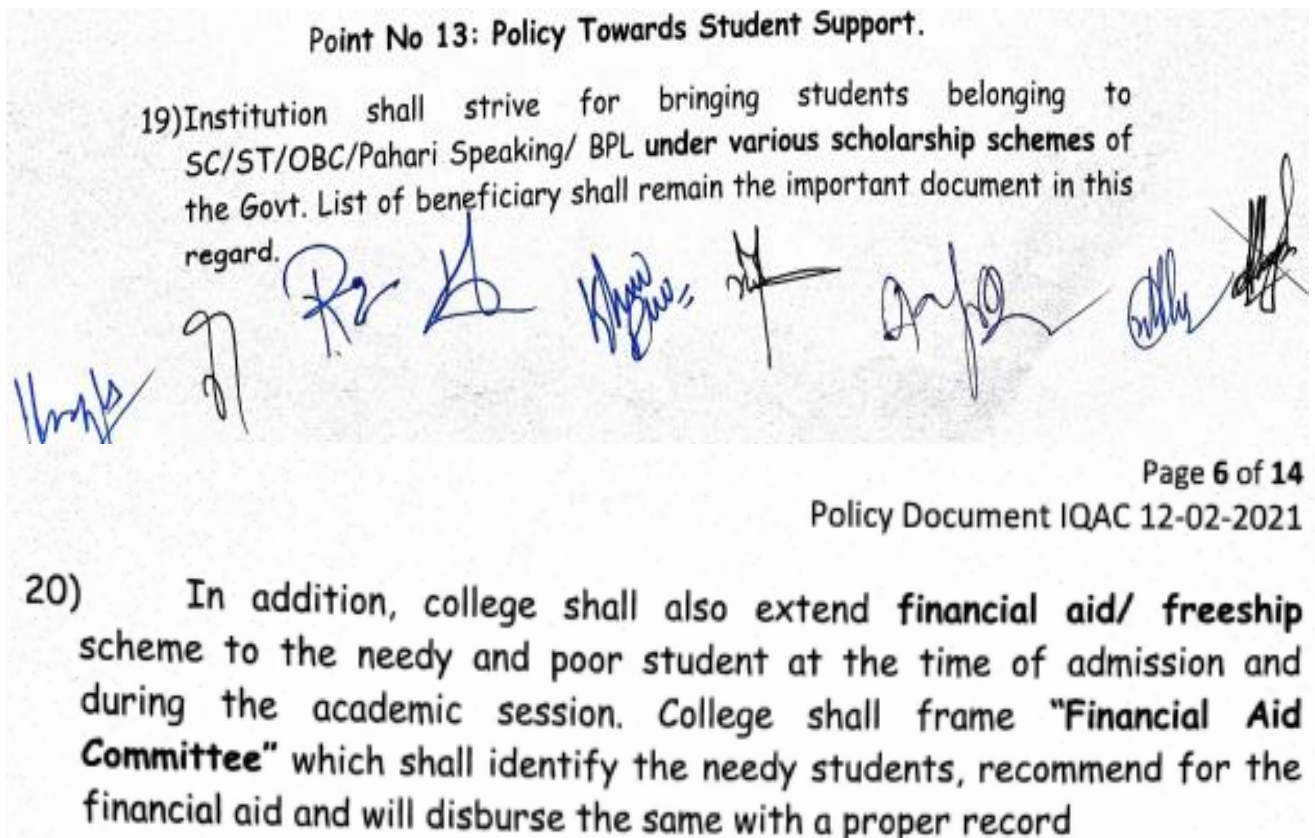 Point No 13: Policy Towards Student Support.
19)Institution shall strive for bringing students belonging to
SC/ST/OBC/Pahari Speaking/ BPL under various scholarship schemes of
the Govt. List of beneficiary shall remain the important document in this
regard.
Page 6 of 14
Policy Document IQAC 12-02-2021
20) In addition, college shall also extend financial aid/ freeship
scheme to the needy and poor student at the time of admission and
during the academic session. College shall frame "Financial Aid
Committee" which shall identify the needy students, recommend for the
financial aid and will disburse the same with a proper record